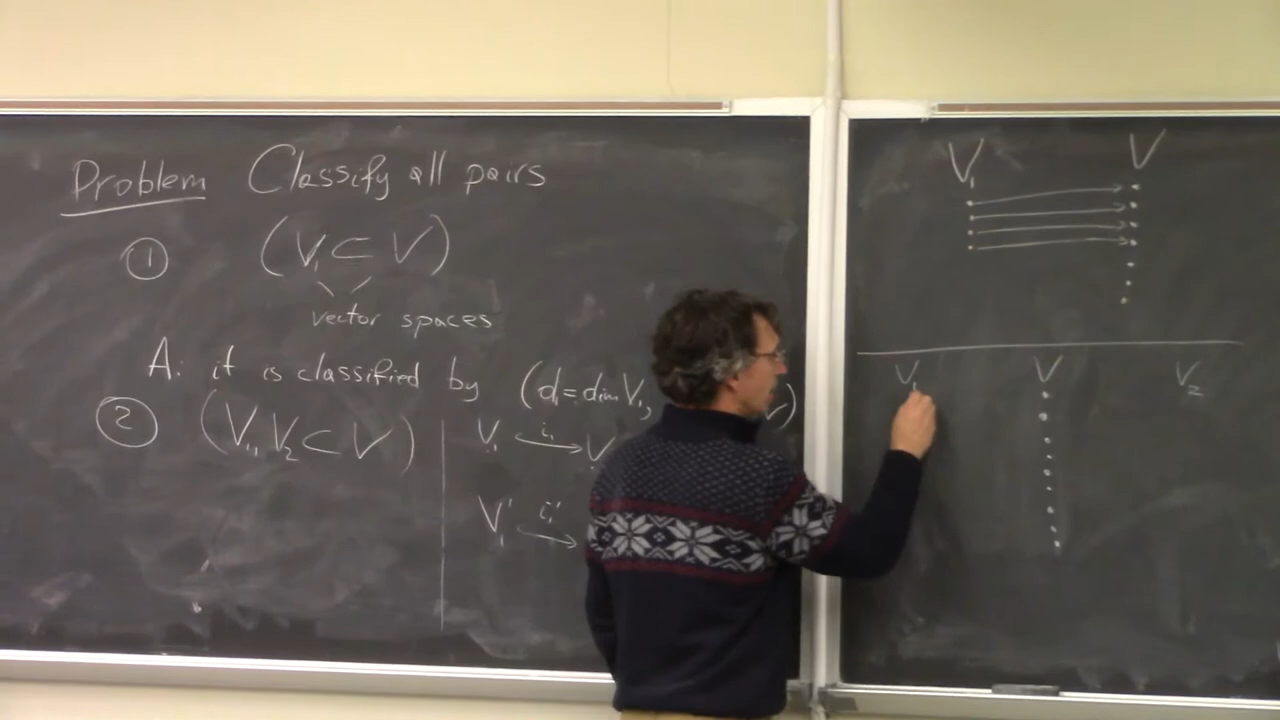 Problem Classify all pairs
① (V₁ ⊂ V)
vector spaces
A: it is classified by (d₁ = dim V₁,
② (V₁, V₂ ⊂ V)
V₁ i₁ → V
V₁' i₁' →
V₁ V
V₁ V V₂